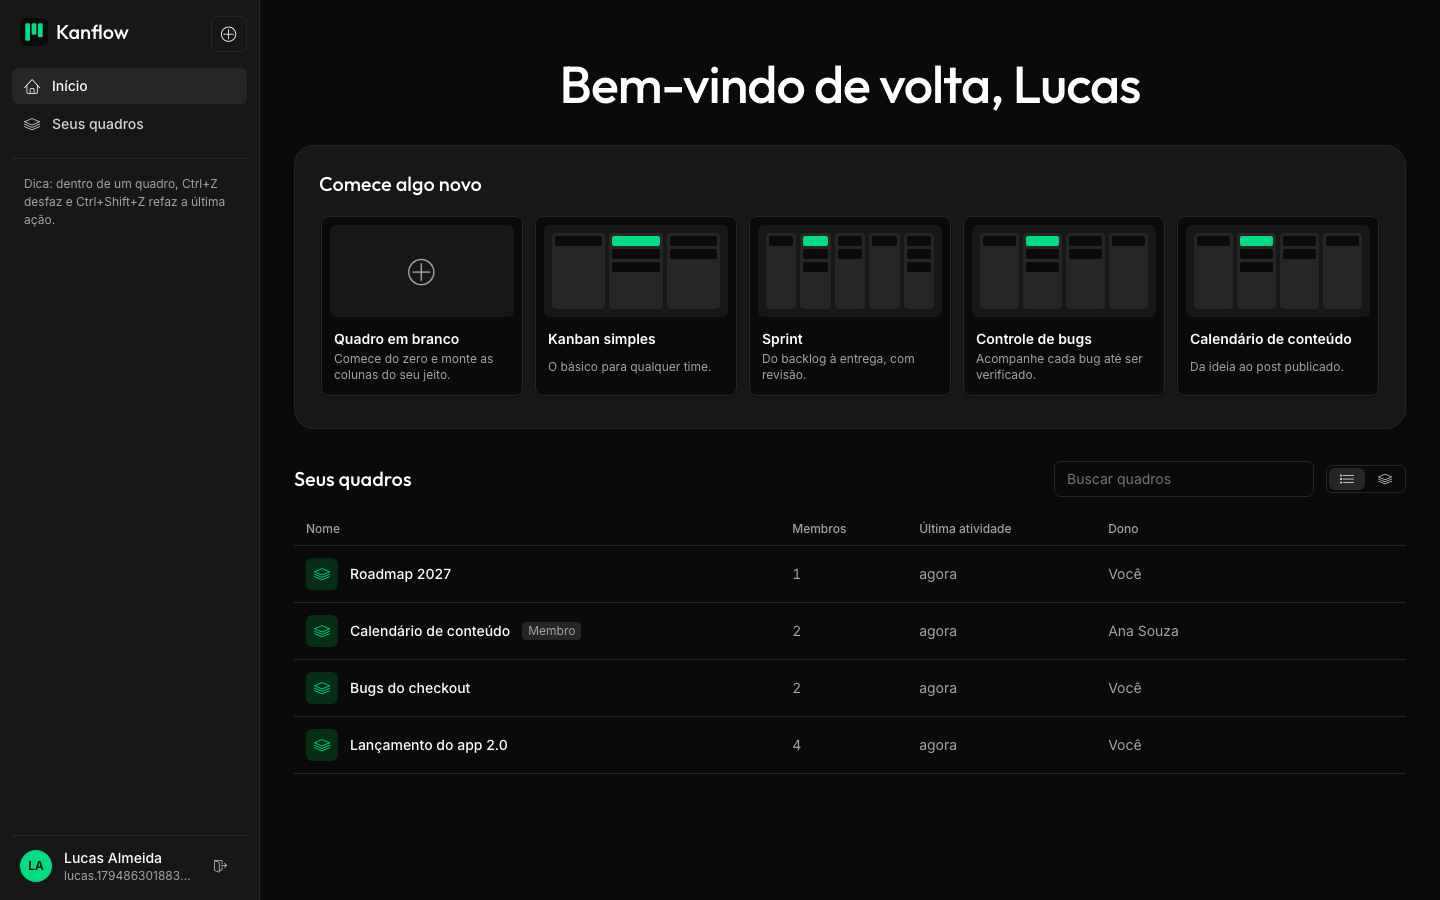 Kanflow
Início
Seus quadros
Dica: dentro de um quadro, Ctrl+Z
desfaz e Ctrl+Shift+Z refaz a última
ação.
LA
Lucas Almeida
lucas.179486301883...
Bem-vindo de volta, Lucas
Comece algo novo
Quadro em branco
Comece do zero e monte as
colunas do seu jeito.
Kanban simples
O básico para qualquer time.
Sprint
Do backlog à entrega, com
revisão.
Controle de bugs
Acompanhe cada bug até ser
verificado.
Calendário de conteúdo
Da ideia ao post publicado.
Seus quadros
Buscar quadros
Nome Membros Última atividade Dono
Roadmap 2027 1 agora Você
Calendário de conteúdo Membro 2 agora Ana Souza
Bugs do checkout 2 agora Você
Lançamento do app 2.0 4 agora Você